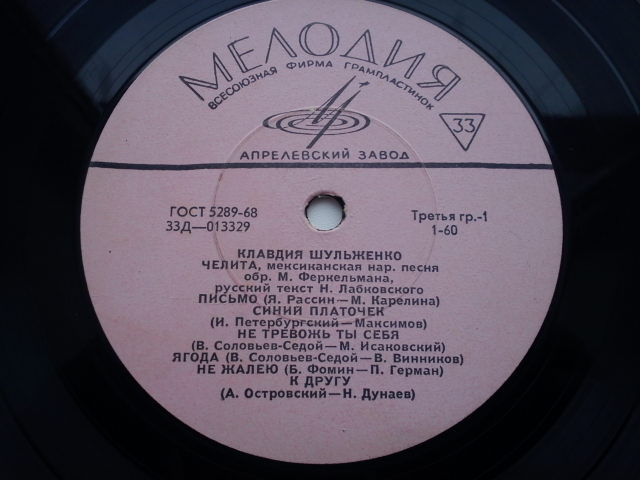 МЕЛОДИЯ
ВСЕСОЮЗНАЯ ФИРМА ГРАМПЛАСТИНОК
33
АПРЕЛЕВСКИЙ ЗАВОД
ГОСТ 5289-68
Третья гр.-1
33Д—013329
1-60
КЛАВДИЯ ШУЛЬЖЕНКО
ЧЕЛИТА, мексиканская нар. песня
обр. М. Феркельмана,
русский текст Н. Лабковского
ПИСЬМО (Я. Рассин—М. Карелина)
СИНИЙ ПЛАТОЧЕК
(И. Петербургский—Максимов)
НЕ ТРЕВОЖЬ ТЫ СЕБЯ
(В. Соловьев-Седой—М. Исаковский)
ЯГОДА (В. Соловьев-Седой—В. Винников)
НЕ ЖАЛЕЮ (Б. Фомин—П. Герман)
К ДРУГУ
(А. Островский—Н. Дунаев)